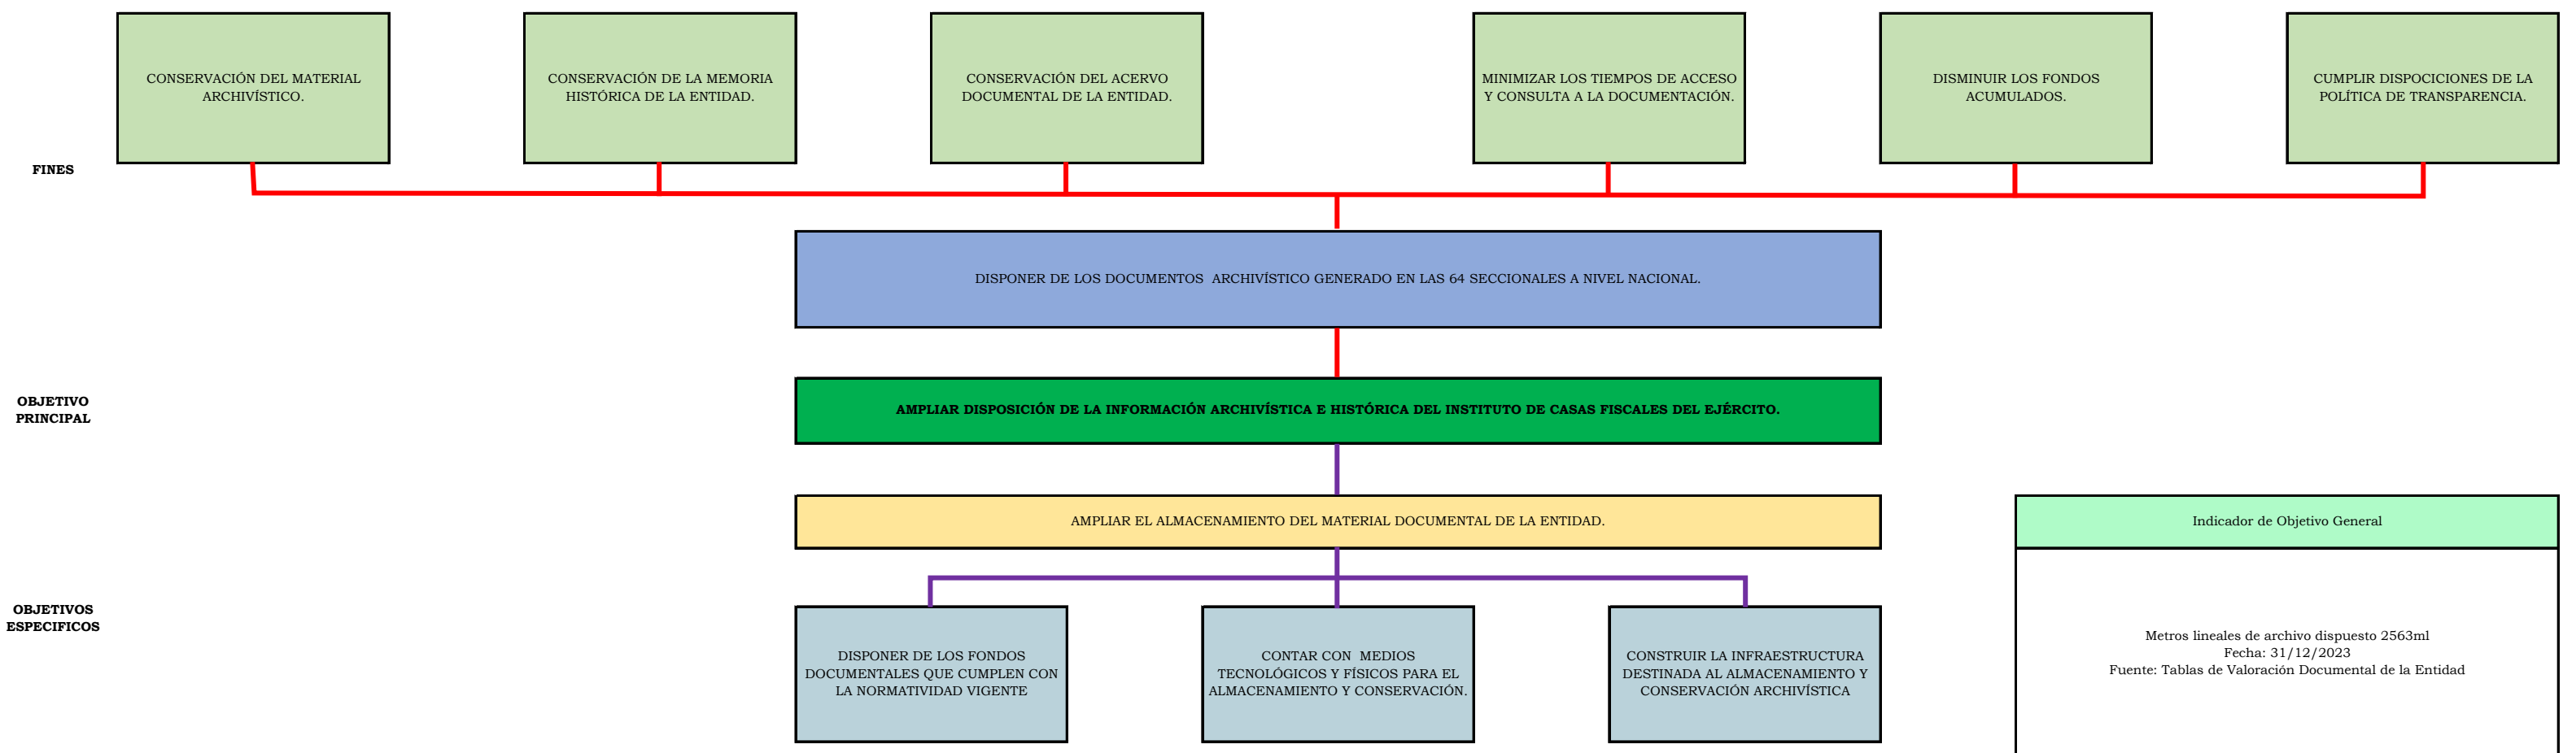 CONSERVACIÓN DEL MATERIAL
ARCHIVÍSTICO.
CONSERVACIÓN DE LA MEMORIA
HISTÓRICA DE LA ENTIDAD.
CONSERVACIÓN DEL ACERVO
DOCUMENTAL DE LA ENTIDAD.
MINIMIZAR LOS TIEMPOS DE ACCESO
Y CONSULTA A LA DOCUMENTACIÓN.
DISMINUIR LOS FONDOS
ACUMULADOS.
CUMPLIR DISPOCICIONES DE LA
POLÍTICA DE TRANSPARENCIA.
FINES
DISPONER DE LOS DOCUMENTOS  ARCHIVÍSTICO GENERADO EN LAS 64 SECCIONALES A NIVEL NACIONAL.
OBJETIVO
PRINCIPAL
AMPLIAR DISPOSICIÓN DE LA INFORMACIÓN ARCHIVÍSTICA E HISTÓRICA DEL INSTITUTO DE CASAS FISCALES DEL EJÉRCITO.
AMPLIAR EL ALMACENAMIENTO DEL MATERIAL DOCUMENTAL DE LA ENTIDAD.
Indicador de Objetivo General
OBJETIVOS
ESPECIFICOS
DISPONER DE LOS FONDOS
DOCUMENTALES QUE CUMPLEN CON
LA NORMATIVIDAD VIGENTE
CONTAR CON  MEDIOS
TECNOLÓGICOS Y FÍSICOS PARA EL
ALMACENAMIENTO Y CONSERVACIÓN.
CONSTRUIR LA INFRAESTRUCTURA
DESTINADA AL ALMACENAMIENTO Y
CONSERVACIÓN ARCHIVÍSTICA
Metros lineales de archivo dispuesto 2563ml
Fecha: 31/12/2023
Fuente: Tablas de Valoración Documental de la Entidad